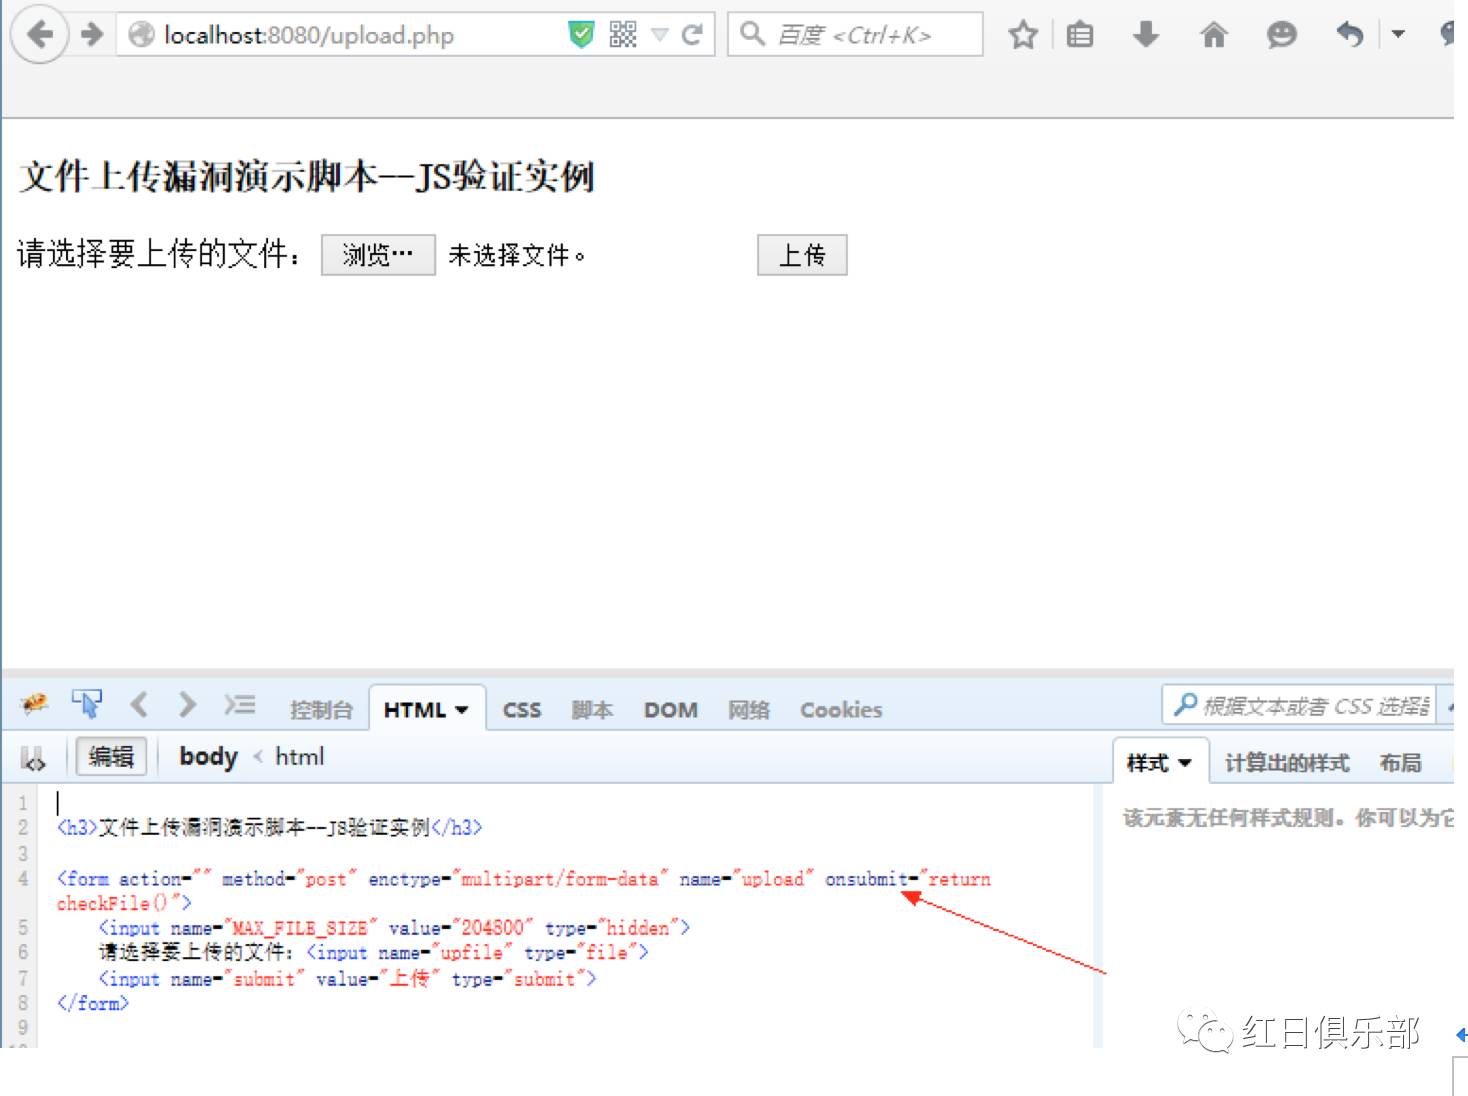 localhost:8080/upload.php
百度 <Ctrl+K>
文件上传漏洞演示脚本--JS验证实例
请选择要上传的文件： 浏览… 未选择文件。 上传
控制台 HTML CSS 脚本 DOM 网络 Cookies 根据文本或者 CSS 选择
编辑 body < html 样式 计算出的样式 布局
该元素无任何样式规则。你可以为
1
2 <h3>文件上传漏洞演示脚本--JS验证实例</h3>
3
4 <form action="" method="post" enctype="multipart/form-data" name="upload" onsubmit="return
checkFile()">
5 <input name="MAX_FILE_SIZE" value="204800" type="hidden">
6 请选择要上传的文件：<input name="upfile" type="file">
7 <input name="submit" value="上传" type="submit">
8 </form>
9
红日俱乐部